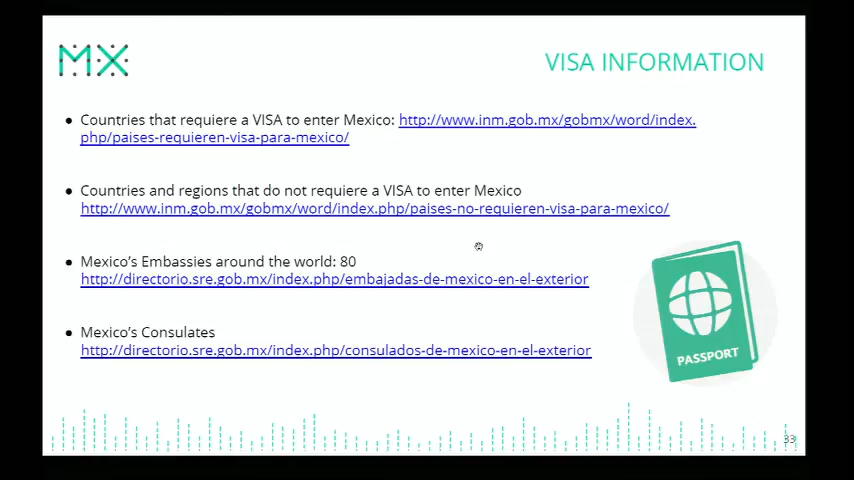 MX
VISA INFORMATION
● Countries that requiere a VISA to enter Mexico: http://www.inm.gob.mx/gobmx/word/index.
php/paises-requieren-visa-para-mexico/
● Countries and regions that do not requiere a VISA to enter Mexico
http://www.inm.gob.mx/gobmx/word/index.php/paises-no-requieren-visa-para-mexico/
● Mexico’s Embassies around the world: 80
http://directorio.sre.gob.mx/index.php/embajadas-de-mexico-en-el-exterior
● Mexico’s Consulates
http://directorio.sre.gob.mx/index.php/consulados-de-mexico-en-el-exterior
PASSPORT
33